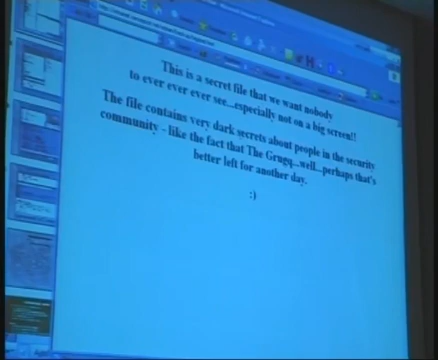 This is a secret file that we want nobody
to ever ever ever see...especially not on a big screen!!
The file contains very dark secrets about people in the security
community - like the fact that The Grugq...well...perhaps that's
better left for another day.
:)